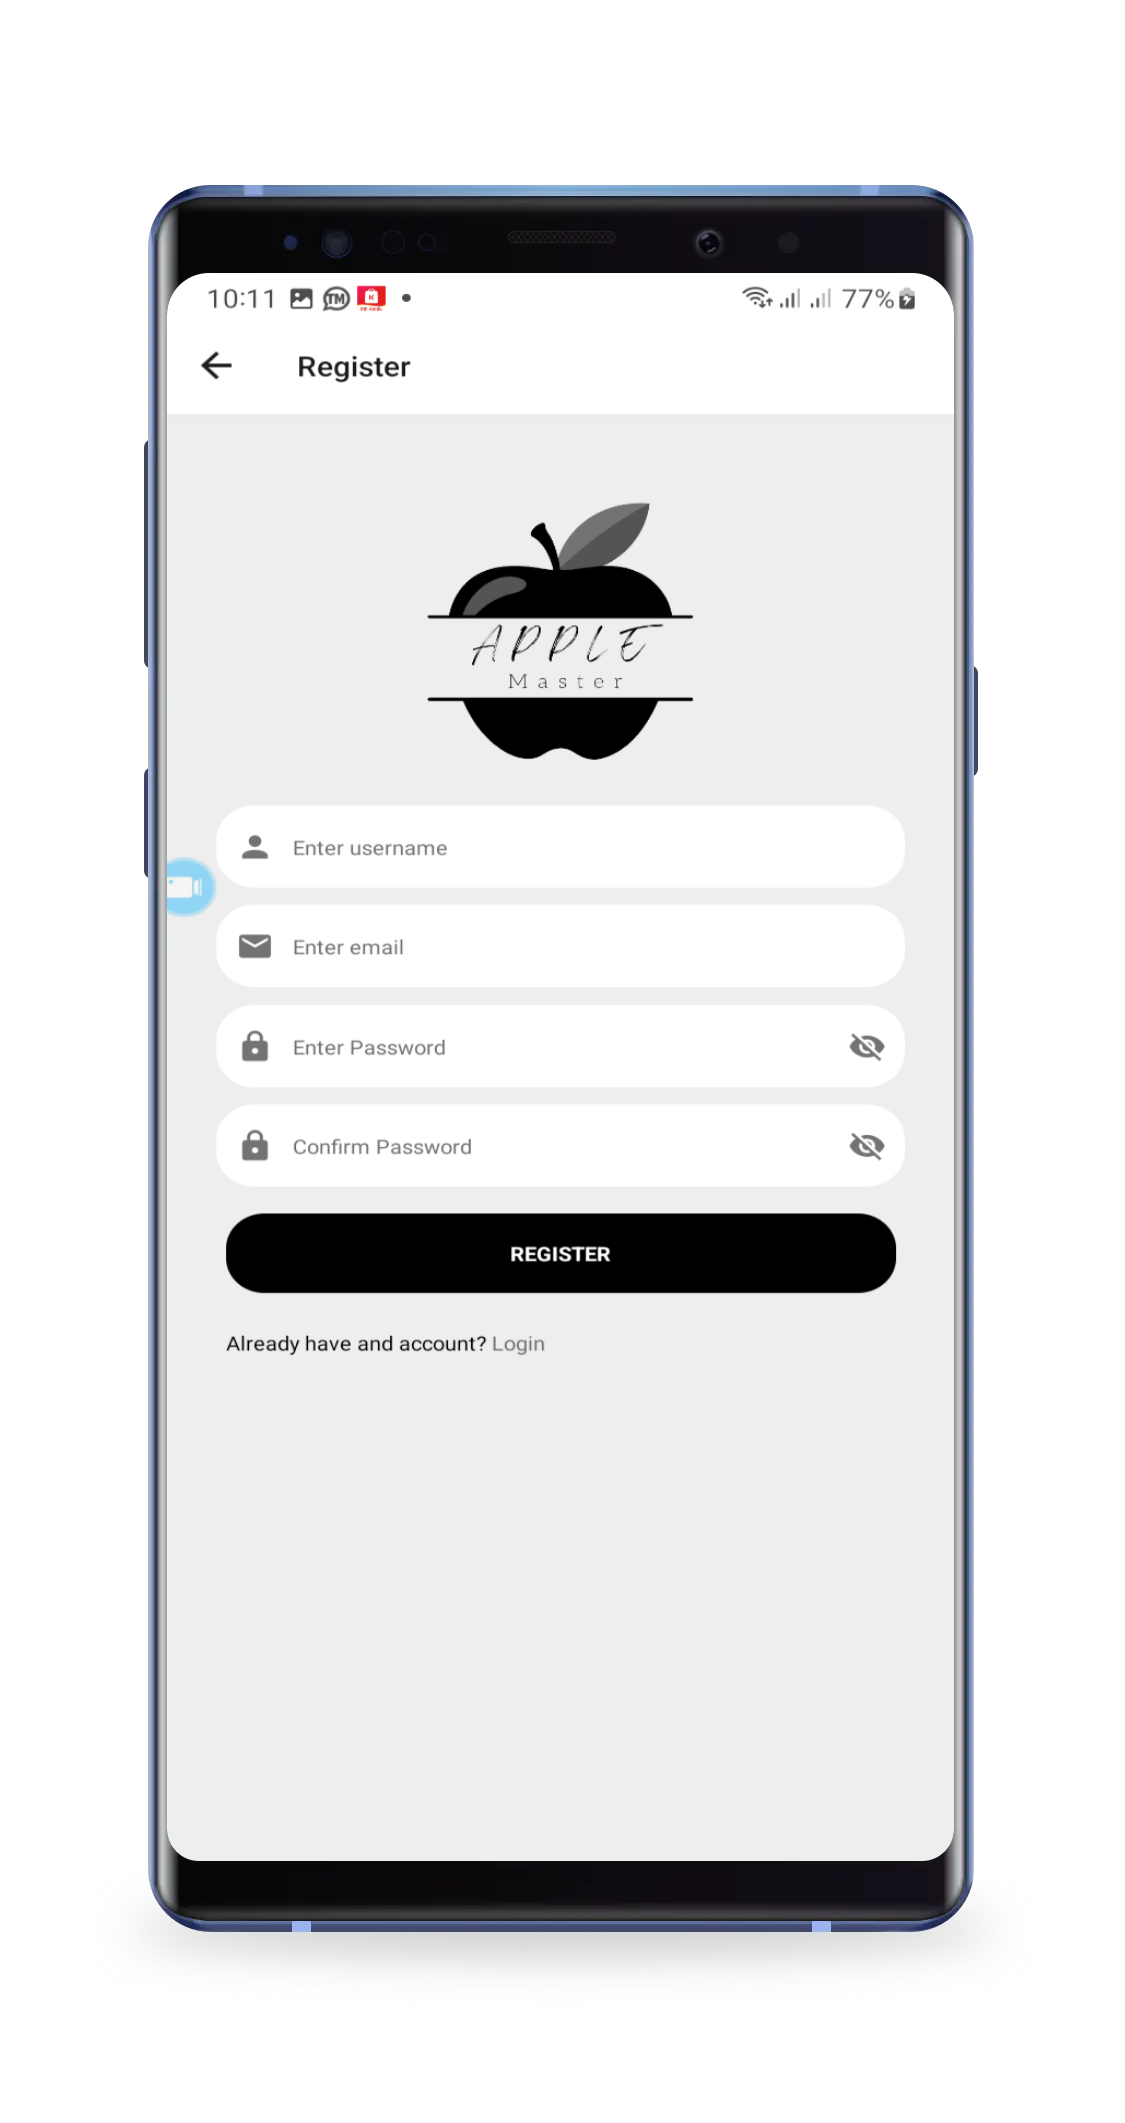 10:11 TM K 77%
Register
APPLE
Master
Enter username
Enter email
Enter Password
Confirm Password
REGISTER
Already have and account? Login